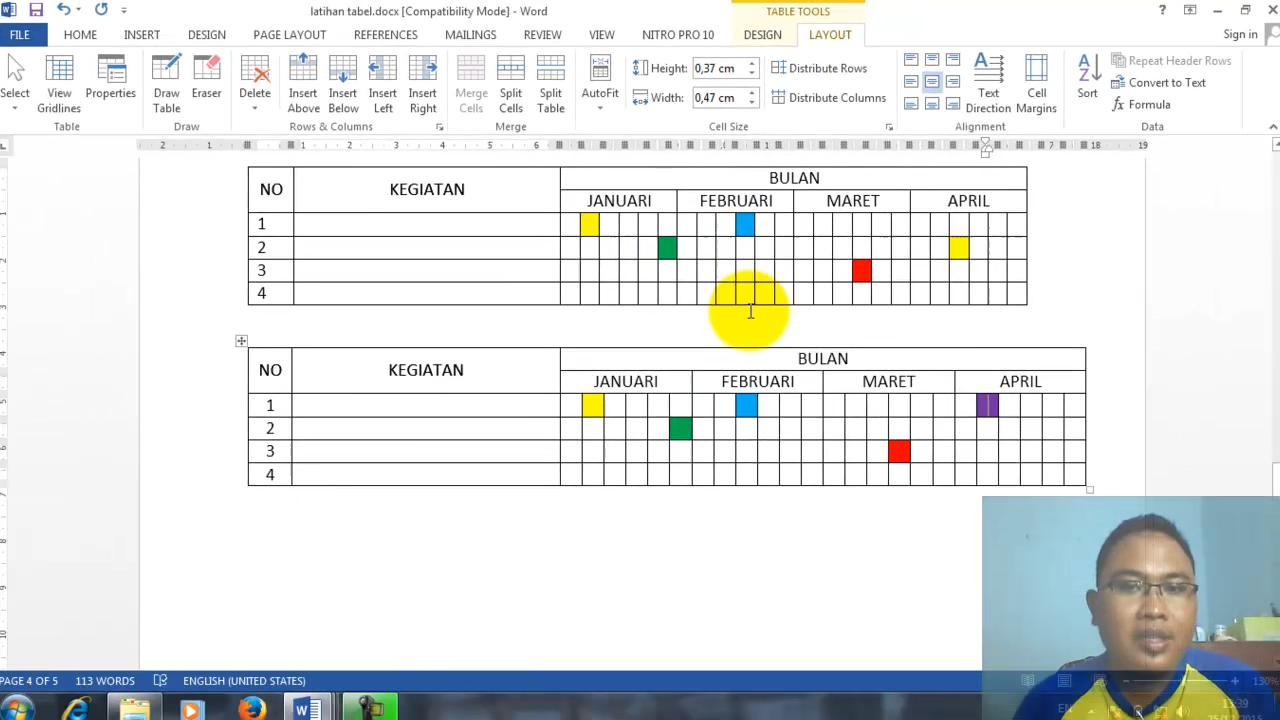 latihan tabel.docx [Compatibility Mode] - Word
TABLE TOOLS
FILE HOME INSERT DESIGN PAGE LAYOUT REFERENCES MAILINGS REVIEW VIEW NITRO PRO 10 DESIGN LAYOUT Sign in
Select
View Gridlines
Properties
Draw Table
Eraser
Delete
Insert Above
Insert Below
Insert Left
Insert Right
Merge Cells
Split Cells
Split Table
AutoFit
Height: 0,37 cm
Width: 0,47 cm
Distribute Rows
Distribute Columns
Text Direction
Cell Margins
Sort
Repeat Header Rows
Convert to Text
Formula
Table Draw Rows & Columns Merge Cell Size Alignment Data
NO KEGIATAN BULAN
JANUARI FEBRUARI MARET APRIL
1
2
3
4
NO KEGIATAN BULAN
JANUARI FEBRUARI MARET APRIL
1
2
3
4
PAGE 4 OF 5 113 WORDS ENGLISH (UNITED STATES) 130%
EN 13:39